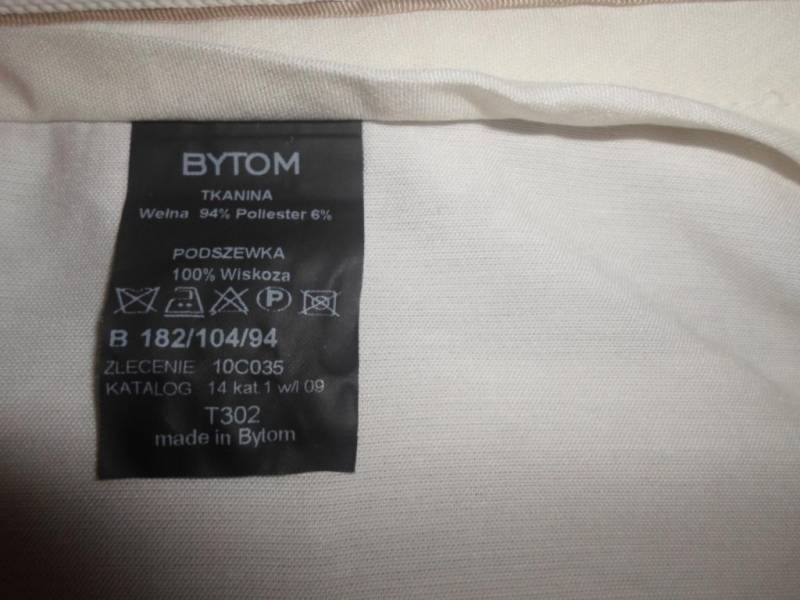 BYTOM
TKANINA
Wełna 94% Poliester 6%
PODSZEWKA
100% Wiskoza
P
B 182/104/94
ZLECENIE 10C035
KATALOG 14 kat.1 w/l 09
T302
made in Bytom